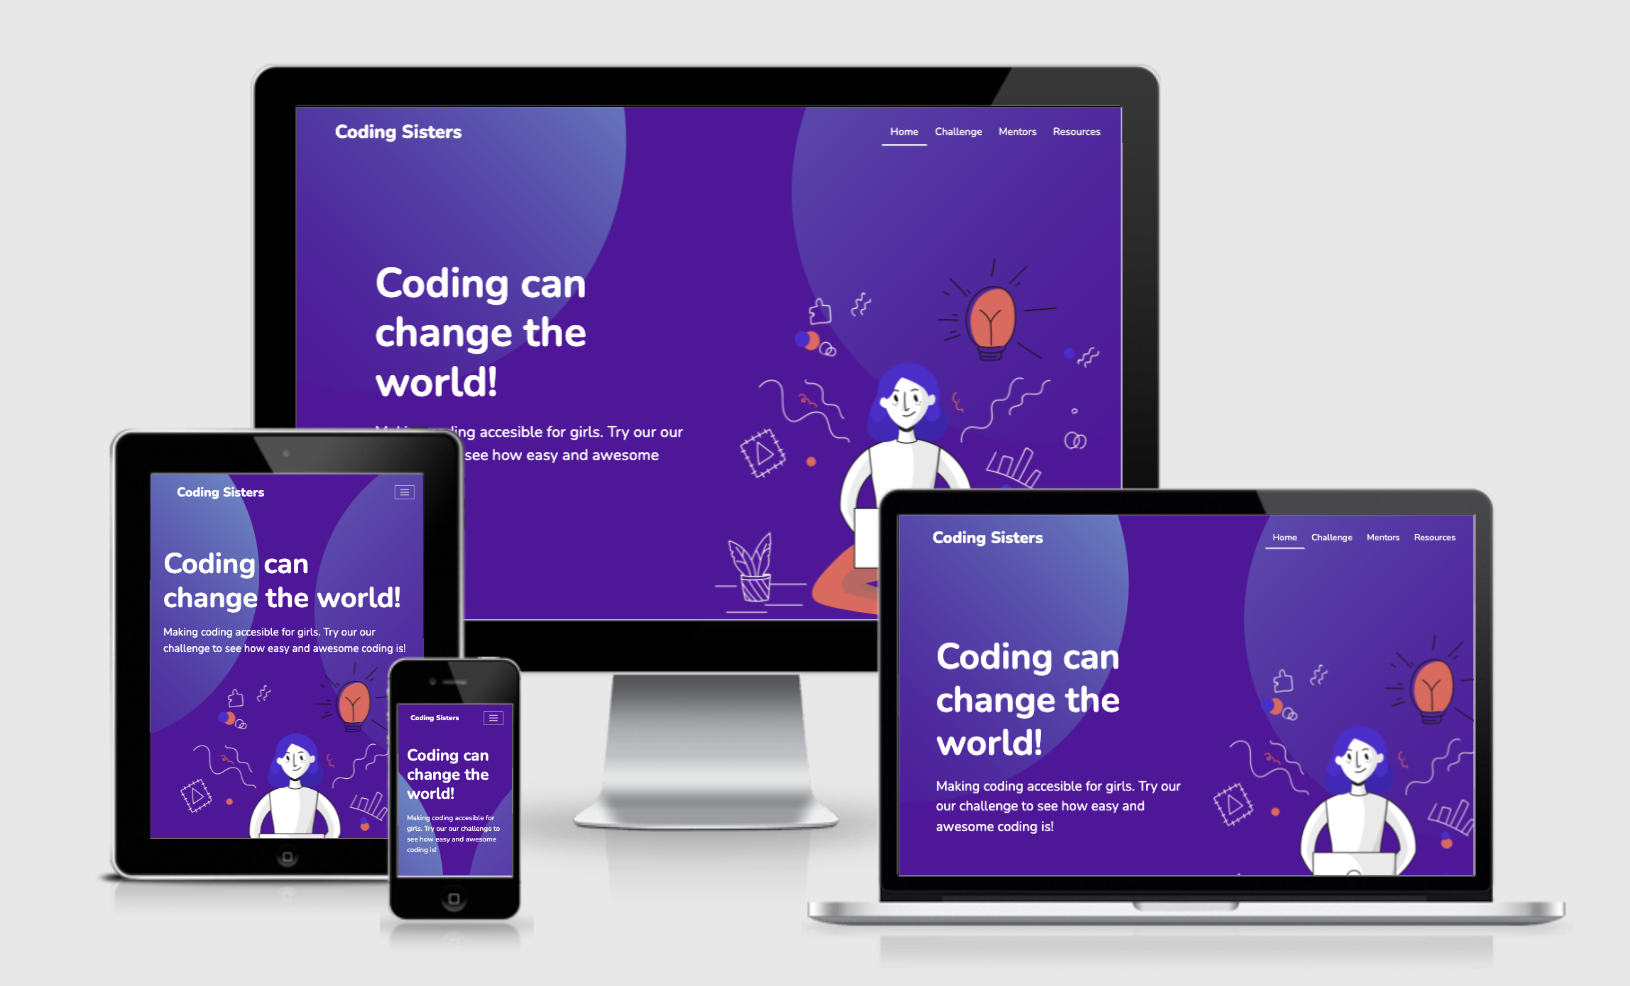 Coding Sisters
Home Challenge Mentors Resources
Coding can
change the
world!
ing accesible for girls. Try our our
see how easy and awesome
Coding Sisters
Coding can
change the world!
Making coding accesible for girls. Try our our
challenge to see how easy and awesome coding is!
Coding Sisters
Coding can
change the
world!
Making coding accesible for
girls. Try our our challenge to
see how easy and awesome
coding is!
Coding Sisters
Home Challenge Mentors Resources
Coding can
change the
world!
Making coding accesible for girls. Try our
our challenge to see how easy and
awesome coding is!